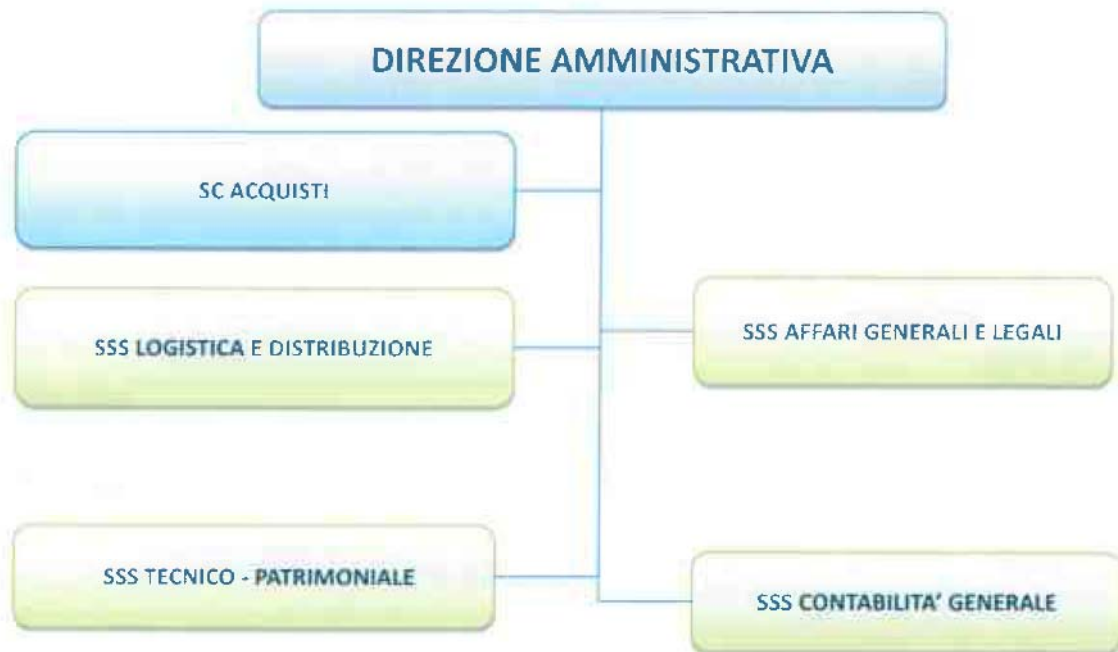 DIREZIONE AMMINISTRATIVA
SC ACQUISTI
SSS LOGISTICA E DISTRIBUZIONE
SSS AFFARI GENERALI E LEGALI
SSS TECNICO - PATRIMONIALE
SSS CONTABILITA' GENERALE